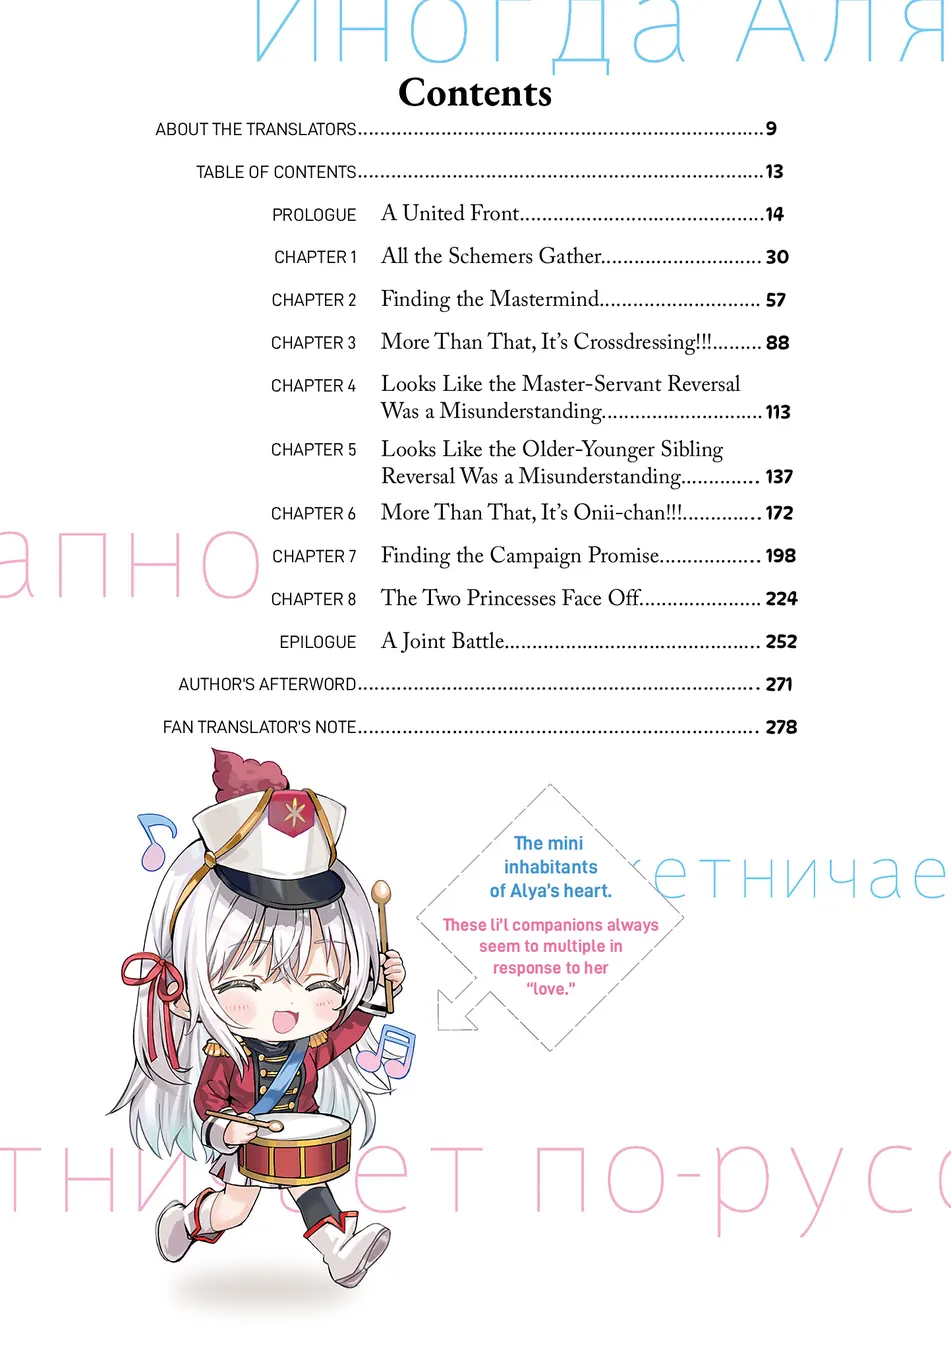 Иногда Аля
Contents
ABOUT THE TRANSLATORS........................................................................9
TABLE OF CONTENTS........................................................................13
PROLOGUE A United Front............................................14
CHAPTER 1 All the Schemers Gather............................. 30
CHAPTER 2 Finding the Mastermind............................. 57
CHAPTER 3 More Than That, It's Crossdressing!!!......... 88
CHAPTER 4 Looks Like the Master-Servant Reversal
Was a Misunderstanding............................. 113
CHAPTER 5 Looks Like the Older-Younger Sibling
Reversal Was a Misunderstanding.............. 137
CHAPTER 6 More Than That, It's Onii-chan!!!.............. 172
апно
CHAPTER 7 Finding the Campaign Promise.................. 198
CHAPTER 8 The Two Princesses Face Off...................... 224
EPILOGUE A Joint Battle.............................................. 252
AUTHOR'S AFTERWORD........................................................................ 271
FAN TRANSLATOR'S NOTE........................................................................ 278
The mini
inhabitants
of Alya's heart.
етничае
These li'l companions always
seem to multiple in
response to her
"love."
тничает по-русс